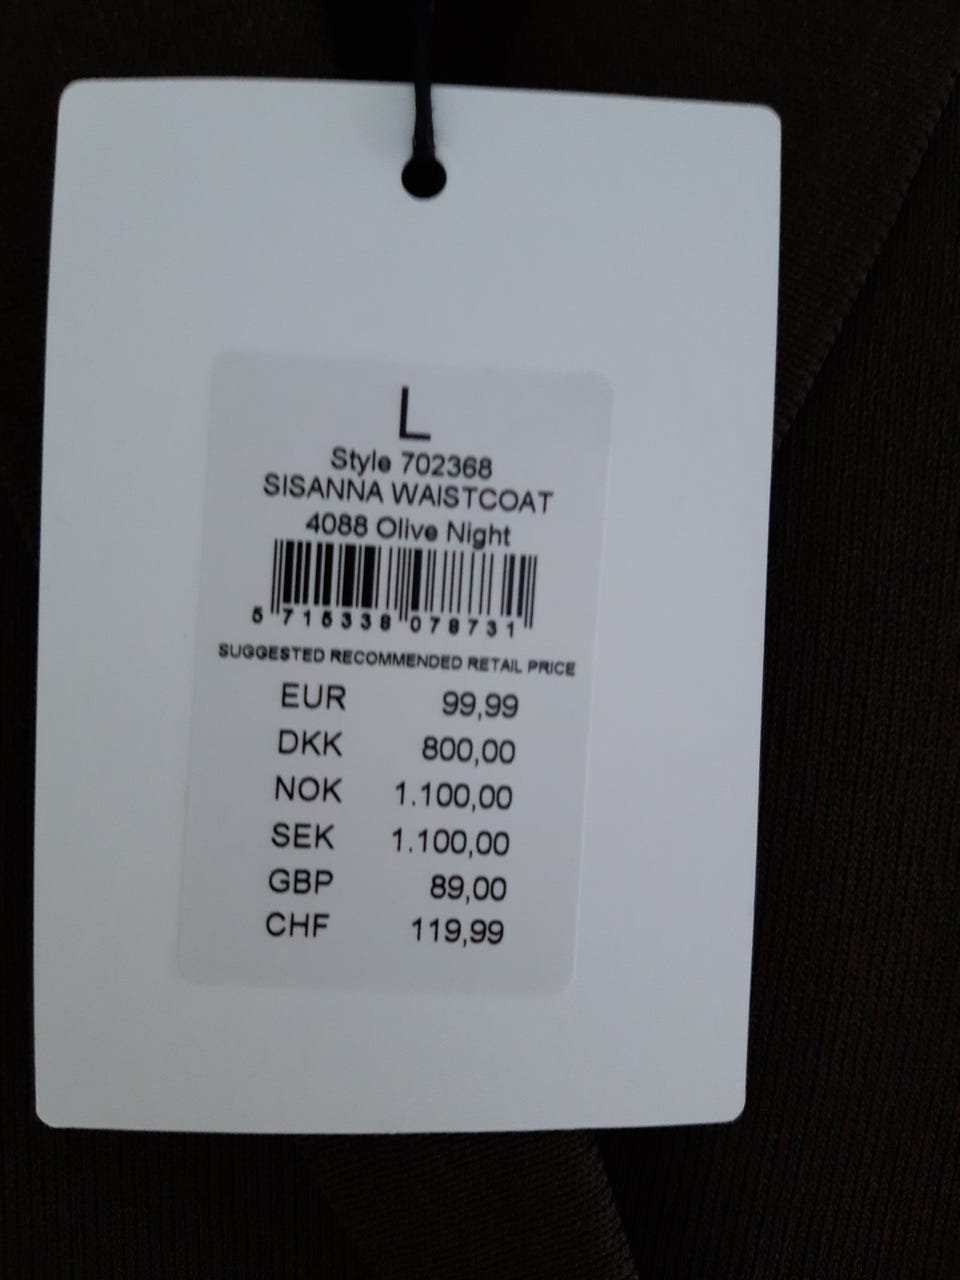 L
Style 702368
SISANNA WAISTCOAT
4088 Olive Night
5 715338 078731
SUGGESTED RECOMMENDED RETAIL PRICE
EUR 99,99
DKK 800,00
NOK 1.100,00
SEK 1.100,00
GBP 89,00
CHF 119,99